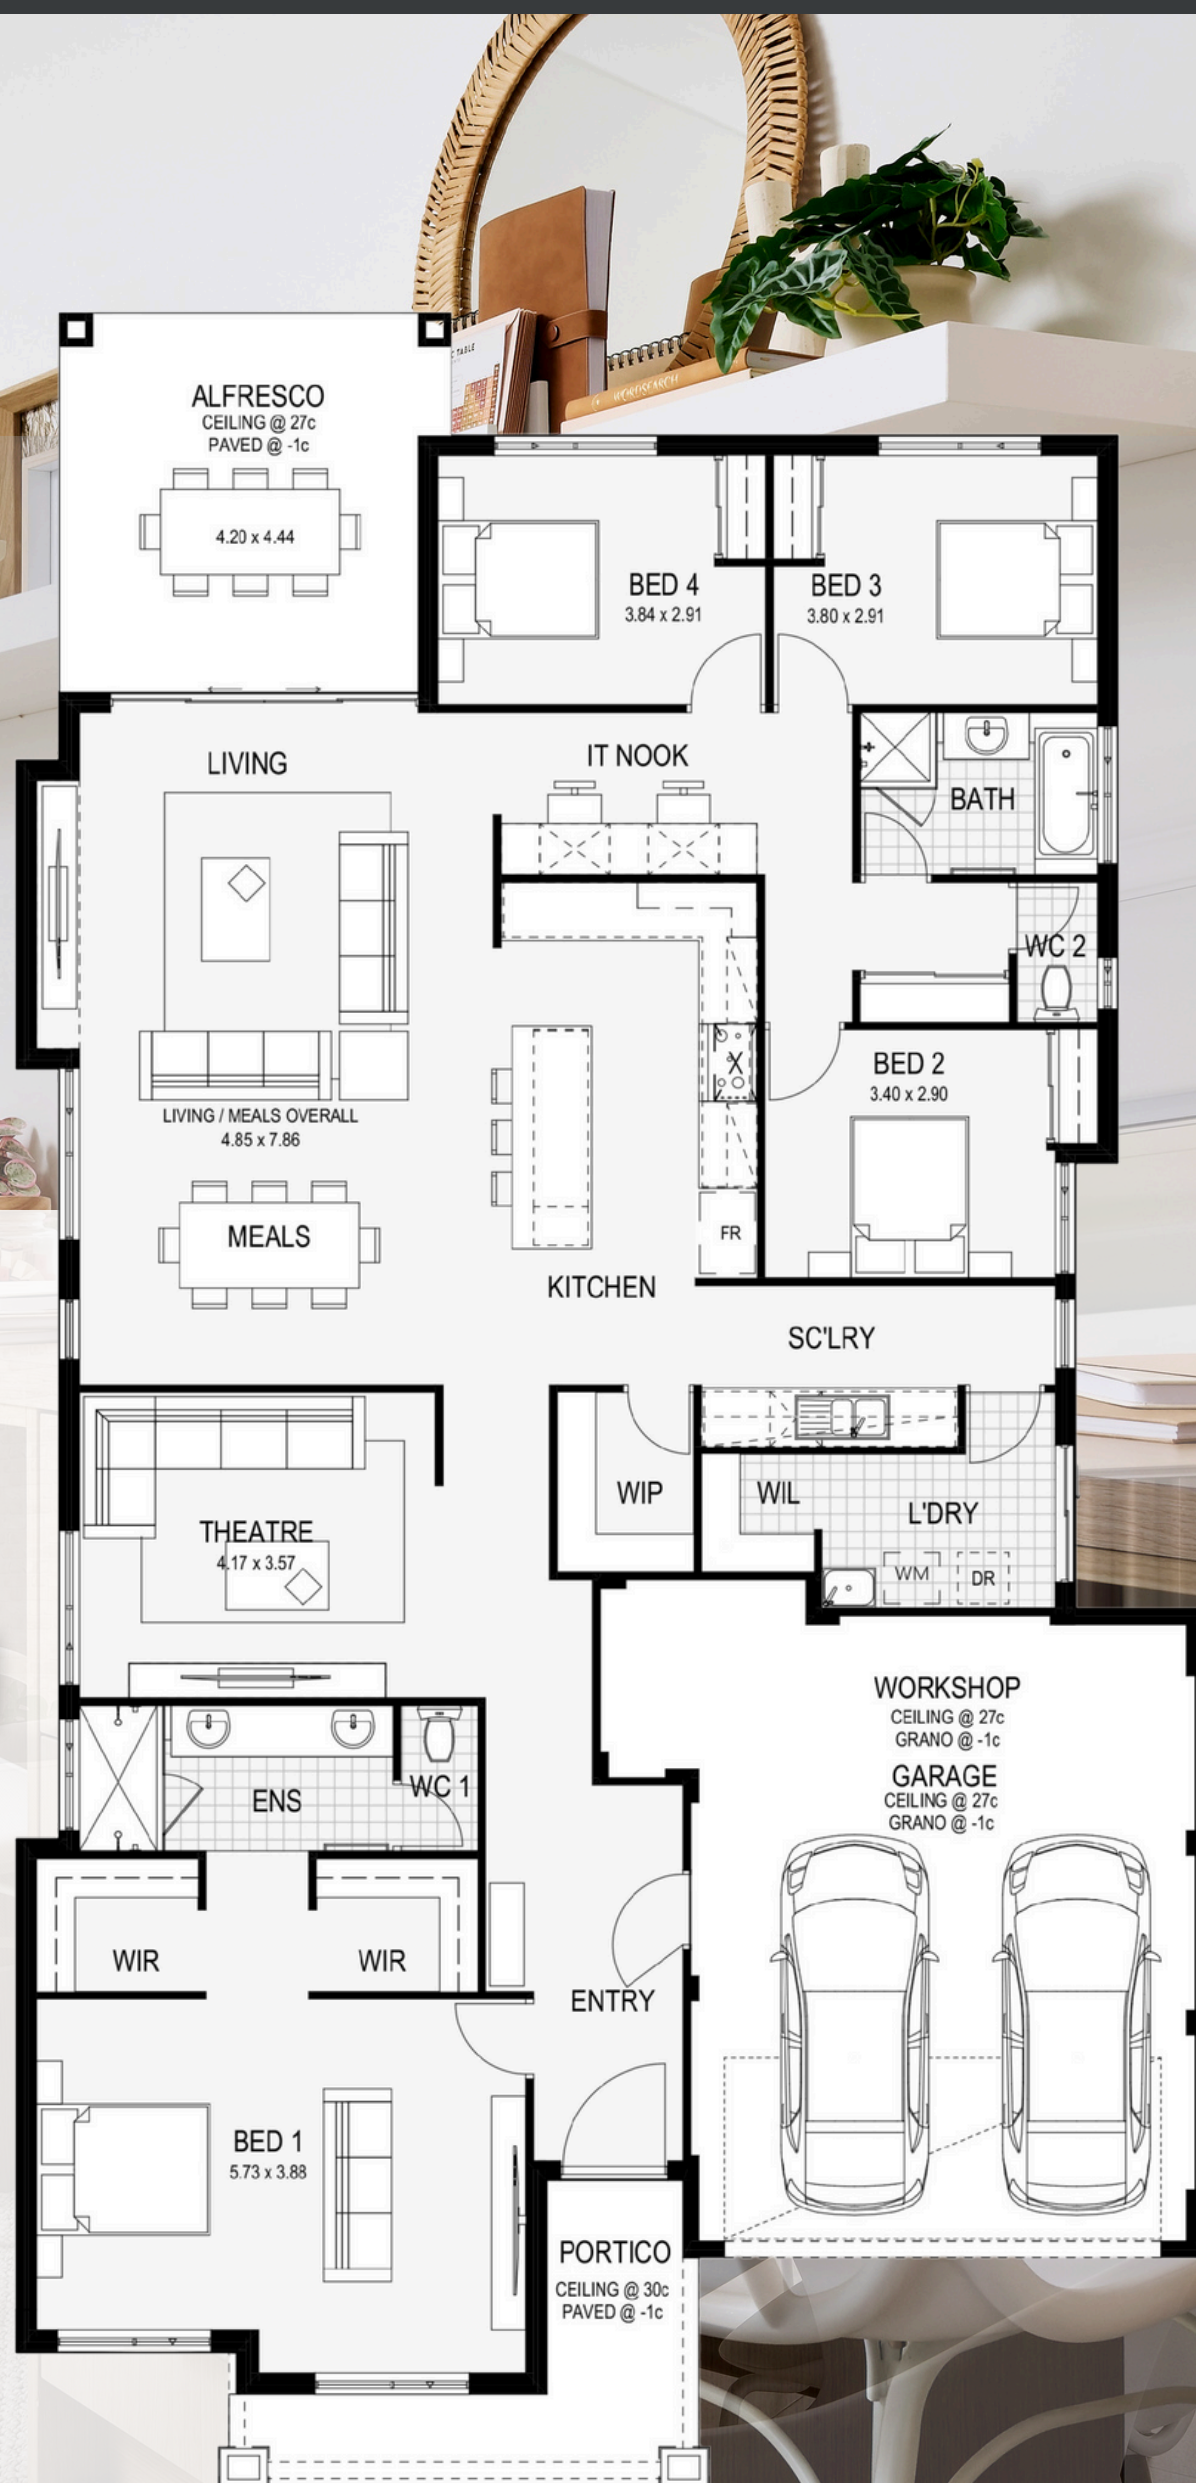 C TABLE
WORDSEARCH
ALFRESCO
CEILING @ 27c
PAVED @ -1c
4.20 x 4.44
BED 4
3.84 x 2.91
BED 3
3.80 x 2.91
LIVING
IT NOOK
BATH
WC 2
BED 2
3.40 x 2.90
LIVING / MEALS OVERALL
4.85 x 7.86
MEALS
FR
KITCHEN
SC'LRY
WIP
WIL
L'DRY
WM
DR
THEATRE
4.17 x 3.57
WORKSHOP
CEILING @ 27c
GRANO @ -1c
GARAGE
CEILING @ 27c
GRANO @ -1c
ENS
WC 1
WIR
WIR
ENTRY
BED 1
5.73 x 3.88
PORTICO
CEILING @ 30c
PAVED @ -1c